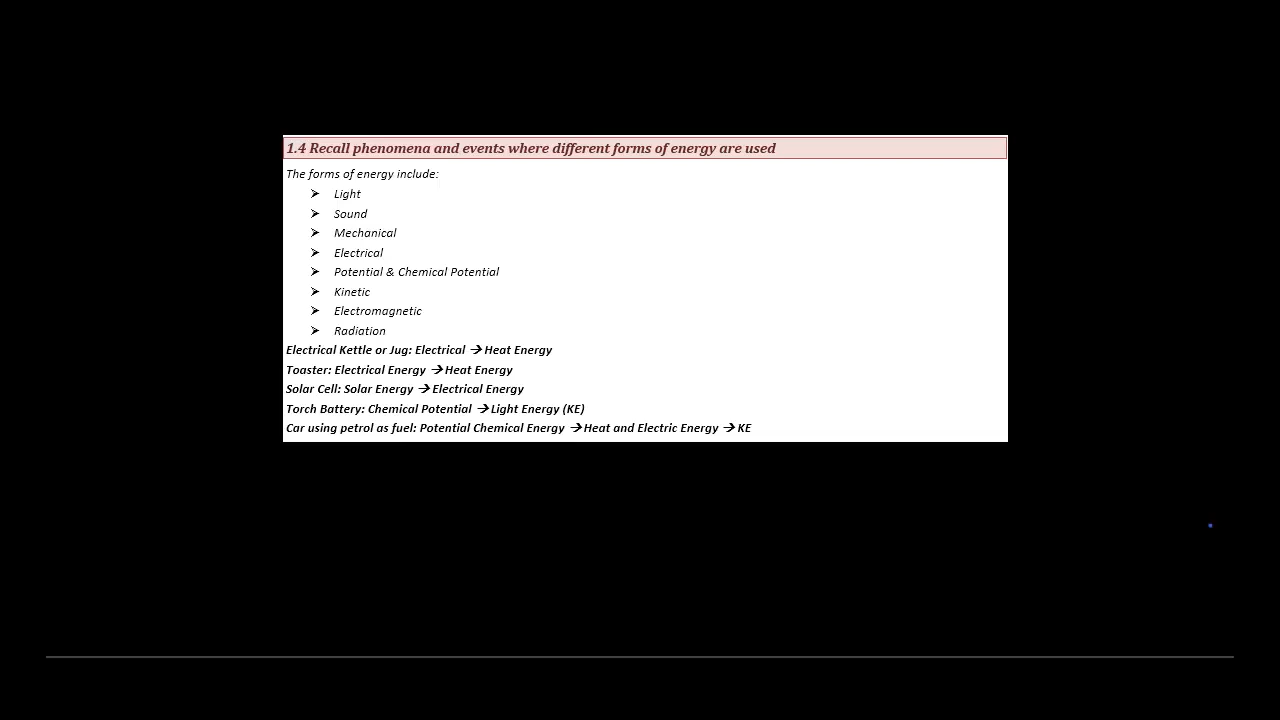 1.4 Recall phenomena and events where different forms of energy are used
The forms of energy include:
➢ Light
➢ Sound
➢ Mechanical
➢ Electrical
➢ Potential & Chemical Potential
➢ Kinetic
➢ Electromagnetic
➢ Radiation
Electrical Kettle or Jug: Electrical → Heat Energy
Toaster: Electrical Energy → Heat Energy
Solar Cell: Solar Energy → Electrical Energy
Torch Battery: Chemical Potential → Light Energy (KE)
Car using petrol as fuel: Potential Chemical Energy → Heat and Electric Energy → KE